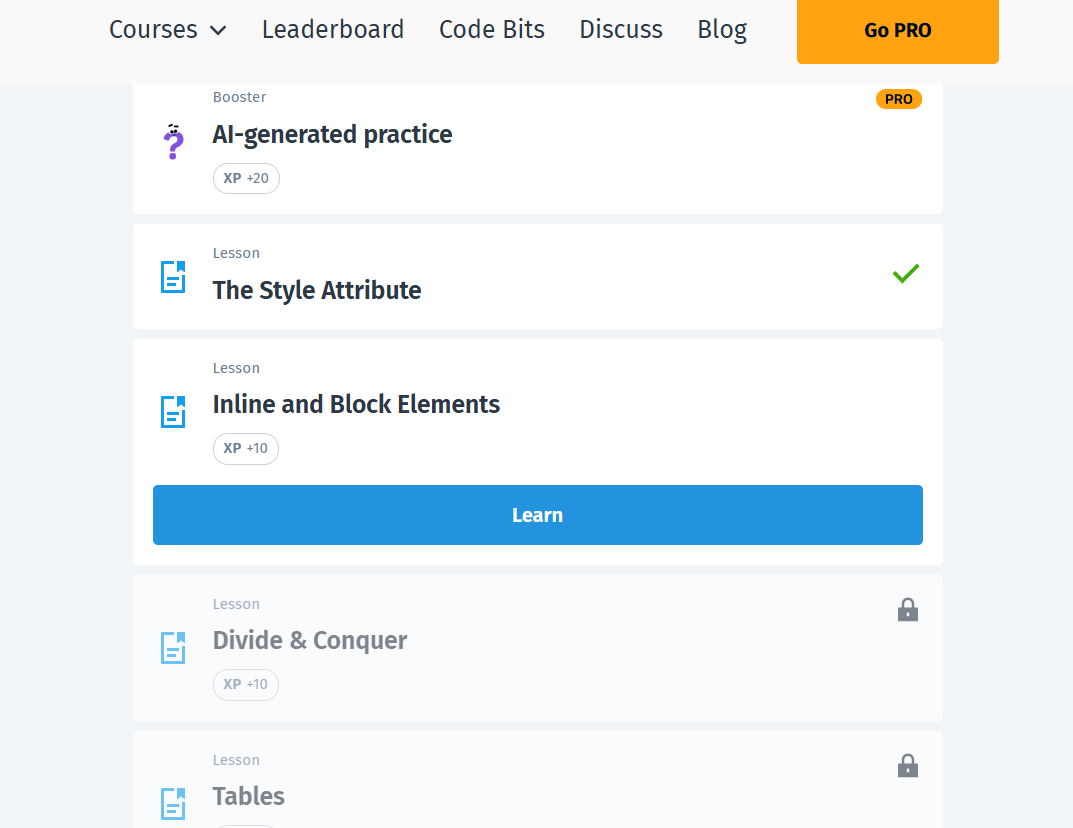 Courses Leaderboard Code Bits Discuss Blog Go PRO
Booster PRO
AI-generated practice
XP +20
Lesson
The Style Attribute
Lesson
Inline and Block Elements
XP +10
Learn
Lesson
Divide & Conquer
XP +10
Lesson
Tables